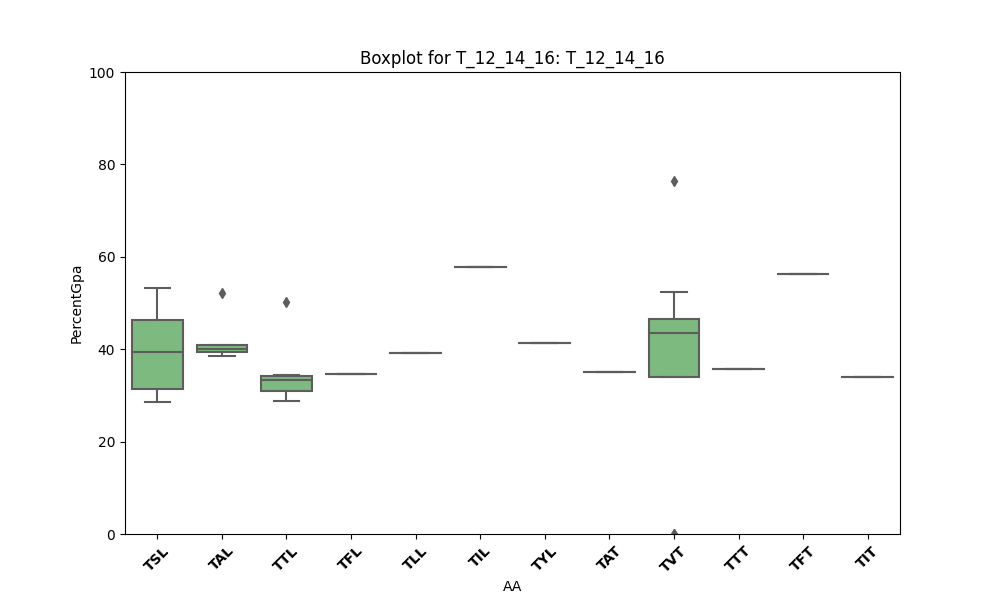 Boxplot for T_12_14_16: T_12_14_16
100
80
60
40
20
0
PercentGpa
TSL
TAL
TTL
TFL
TLL
TIL
TYL
TAT
TVT
TTT
TFT
TIT
AA